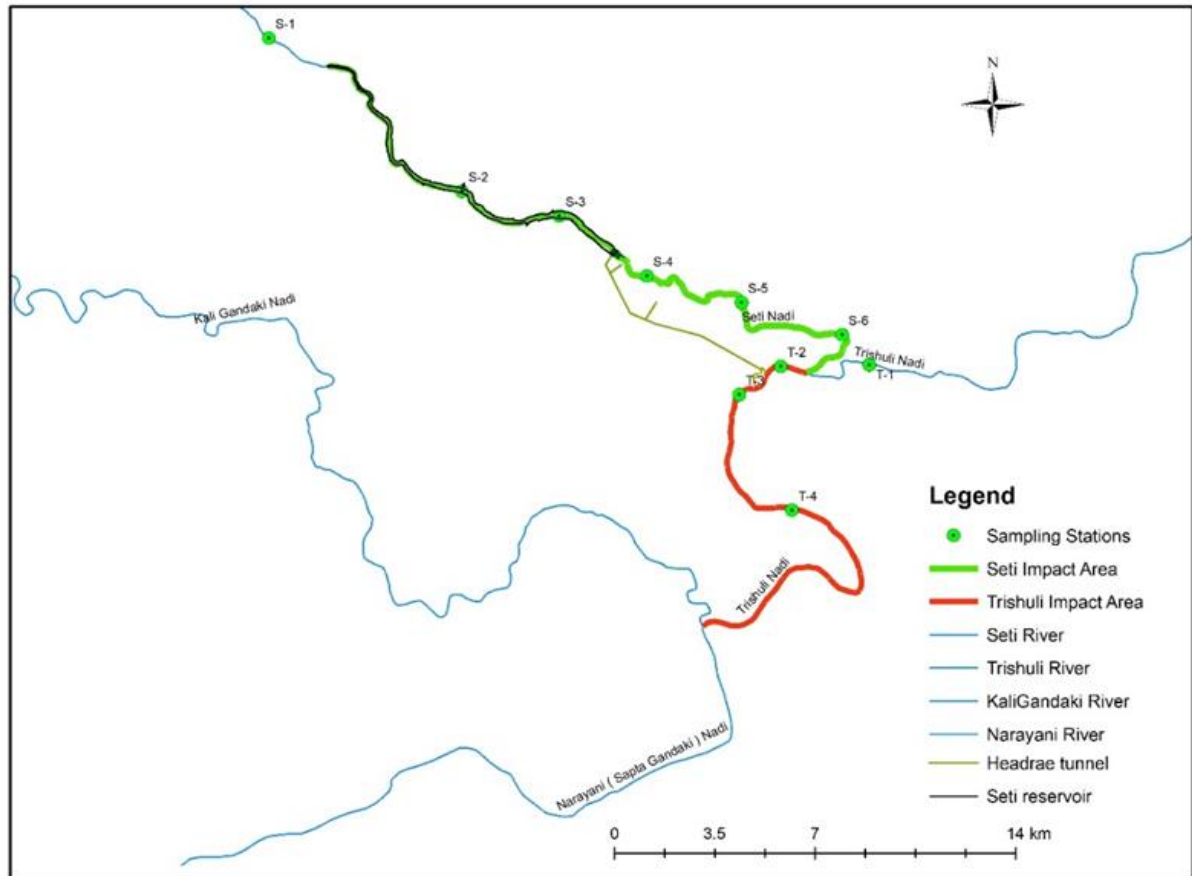 S-1
N
S-2
S-3
S-4
S-5
Seti Nadi
S-6
Kali Gandaki Nadi
T-2
Trishuli Nadi
T-1
T-3
T-4
Trishuli Nadi
Narayani ( Sapta Gandaki ) Nadi
Legend
Sampling Stations
Seti Impact Area
Trishuli Impact Area
Seti River
Trishuli River
KaliGandaki River
Narayani River
Headrae tunnel
Seti reservoir
0 3.5 7 14 km